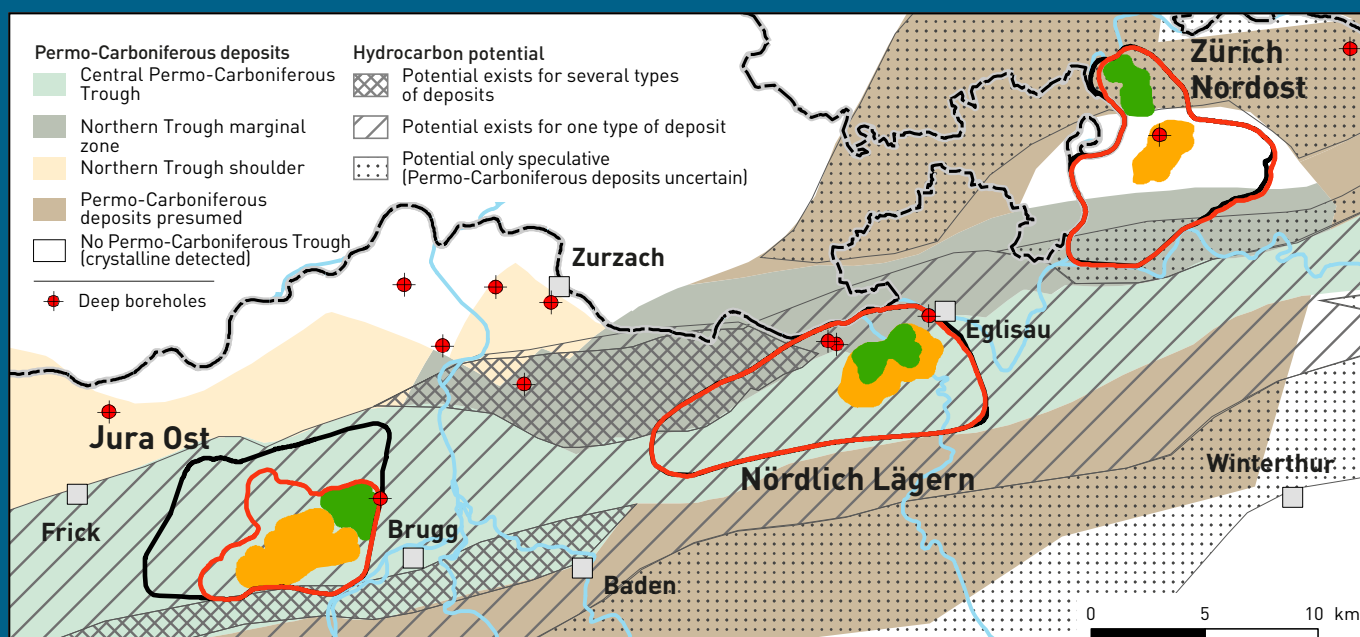 Permo-Carboniferous deposits
Central Permo-Carboniferous
Trough
Northern Trough marginal
zone
Northern Trough shoulder
Permo-Carboniferous
deposits presumed
No Permo-Carboniferous Trough
(crystalline detected)
Deep boreholes
Hydrocarbon potential
Potential exists for several types
of deposits
Potential exists for one type of deposit
Potential only speculative
(Permo-Carboniferous deposits uncertain)
Zürich
Nordost
Zurzach
Eglisau
Jura Ost
Nördlich Lägern
Winterthur
Frick
Brugg
Baden
0 5 10 km